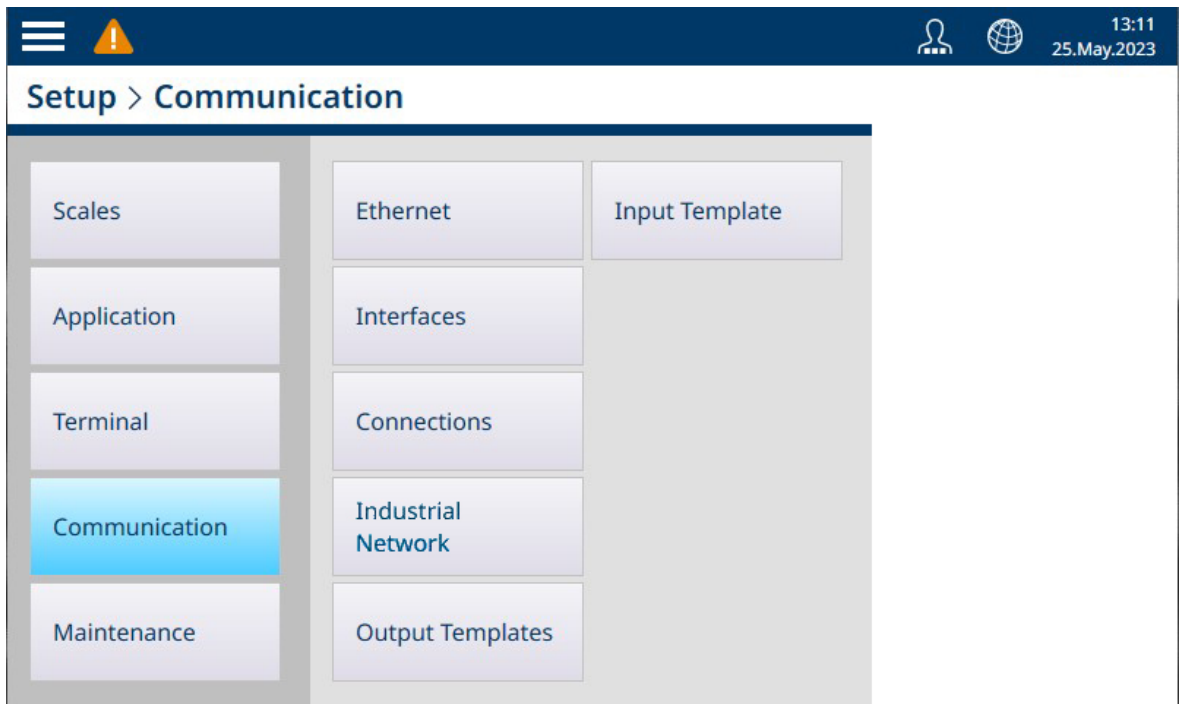 13:11
25.May.2023
Setup > Communication
Scales
Application
Terminal
Communication
Maintenance
Ethernet
Interfaces
Connections
Industrial
Network
Output Templates
Input Template